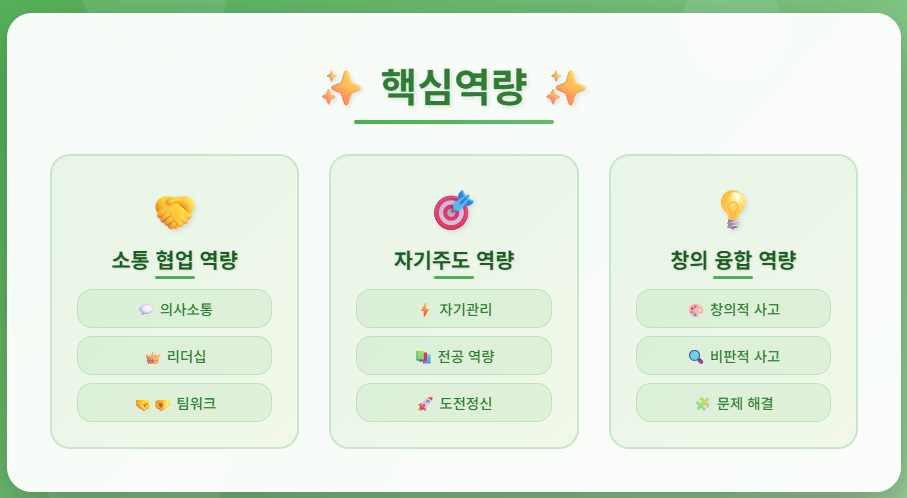 핵심역량
소통 협업 역량
의사소통
리더십
팀워크
자기주도 역량
자기관리
전공 역량
도전정신
창의 융합 역량
창의적 사고
비판적 사고
문제 해결